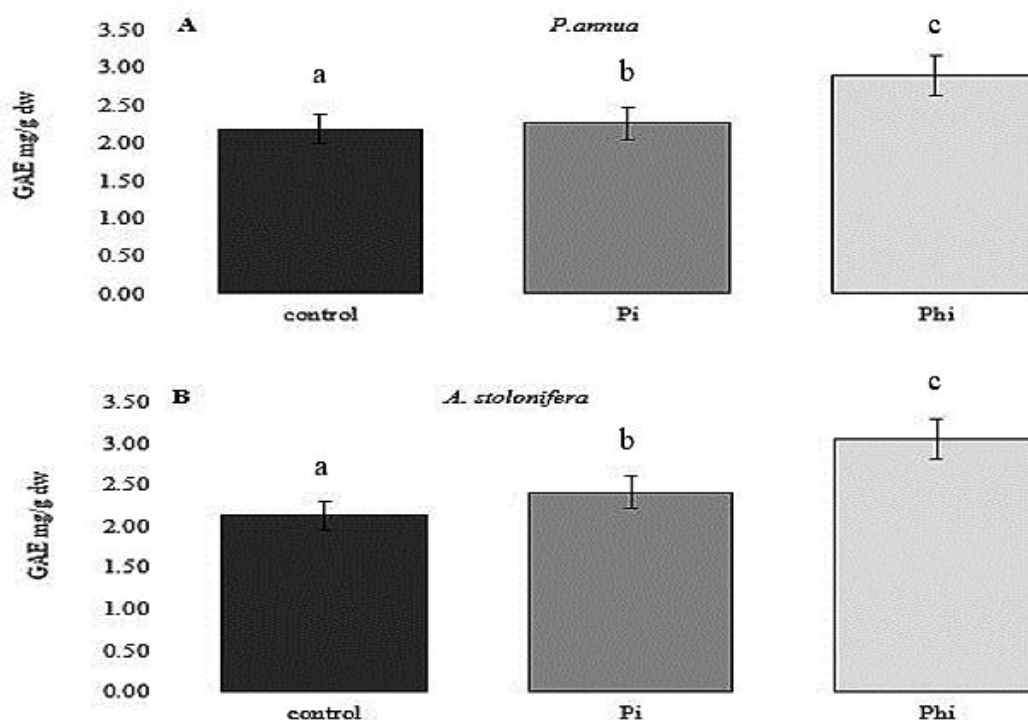 A P.annua
3.50
3.00
2.50
2.00
1.50
1.00
0.50
0.00
GAE mg/g dw
a
b
c
control Pi Phi
B A. stolonifera
3.50
3.00
2.50
2.00
1.50
1.00
0.50
0.00
GAE mg/g dw
a
b
c
control Pi Phi